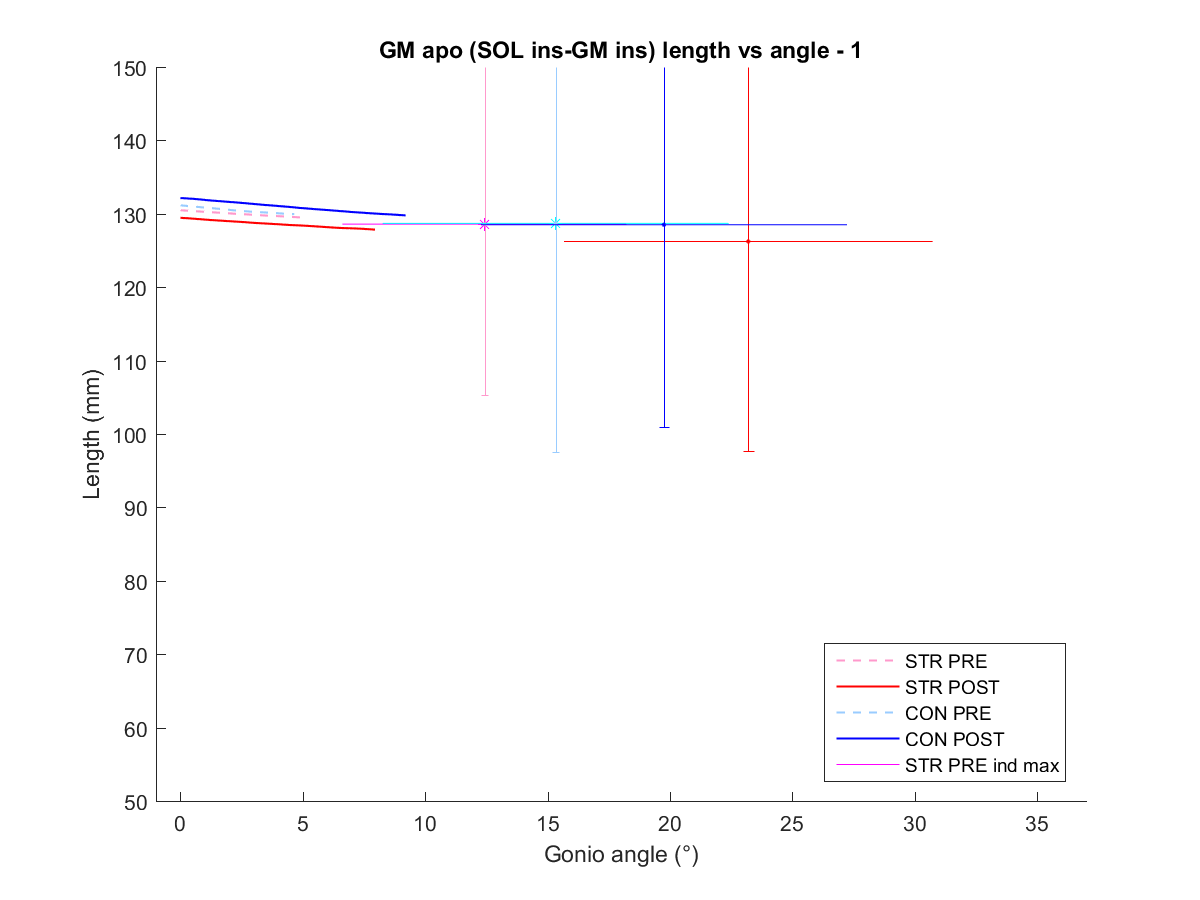 GM apo (SOL ins-GM ins) length vs angle - 1
150
140
130
120
110
100
90
80
70
60
50
Length (mm)
0 5 10 15 20 25 30 35
Gonio angle (°)
STR PRE
STR POST
CON PRE
CON POST
STR PRE ind max